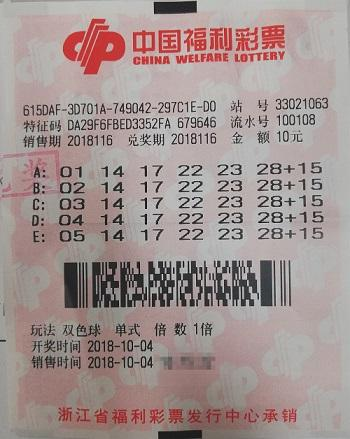 中国福利彩票
CHINA WELFARE LOTTERY
615DAF-3D701A-749042-297C1E-D0 站 号 33021063
特征码 DA29F6FBED3352FA 679646 流水号 100108
销售期 2018116 兑奖期 2018116 金 额 10元
A: 01 14 17 22 23 28+15
B: 02 14 17 22 23 28+15
C: 03 14 17 22 23 28+15
D: 04 14 17 22 23 28+15
E: 05 14 17 22 23 28+15
玩法 双色球 单式 倍 数 1倍
开奖时间 2018-10-04
销售时间 2018-10-04
浙江省福利彩票发行中心承销